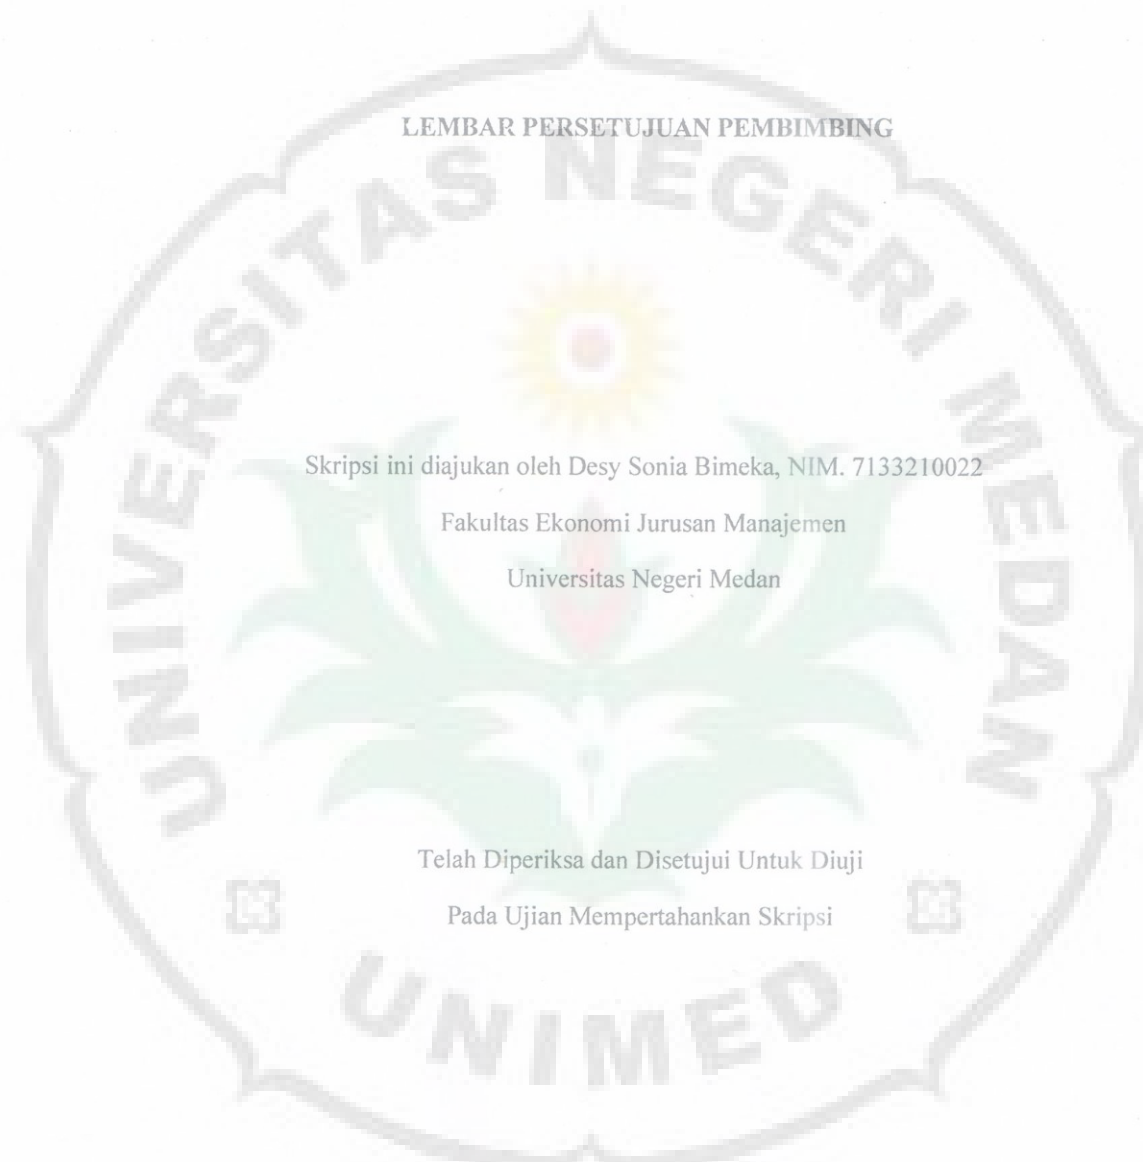 LEMBAR PERSETUJUAN PEMBIMBING
UNIVERSITAS NEGERI MEDAN
Skripsi ini diajukan oleh Desy Sonia Bimeka, NIM. 7133210022
Fakultas Ekonomi Jurusan Manajemen
Universitas Negeri Medan
Telah Diperiksa dan Disetujui Untuk Diuji
Pada Ujian Mempertahankan Skripsi
UNIMED